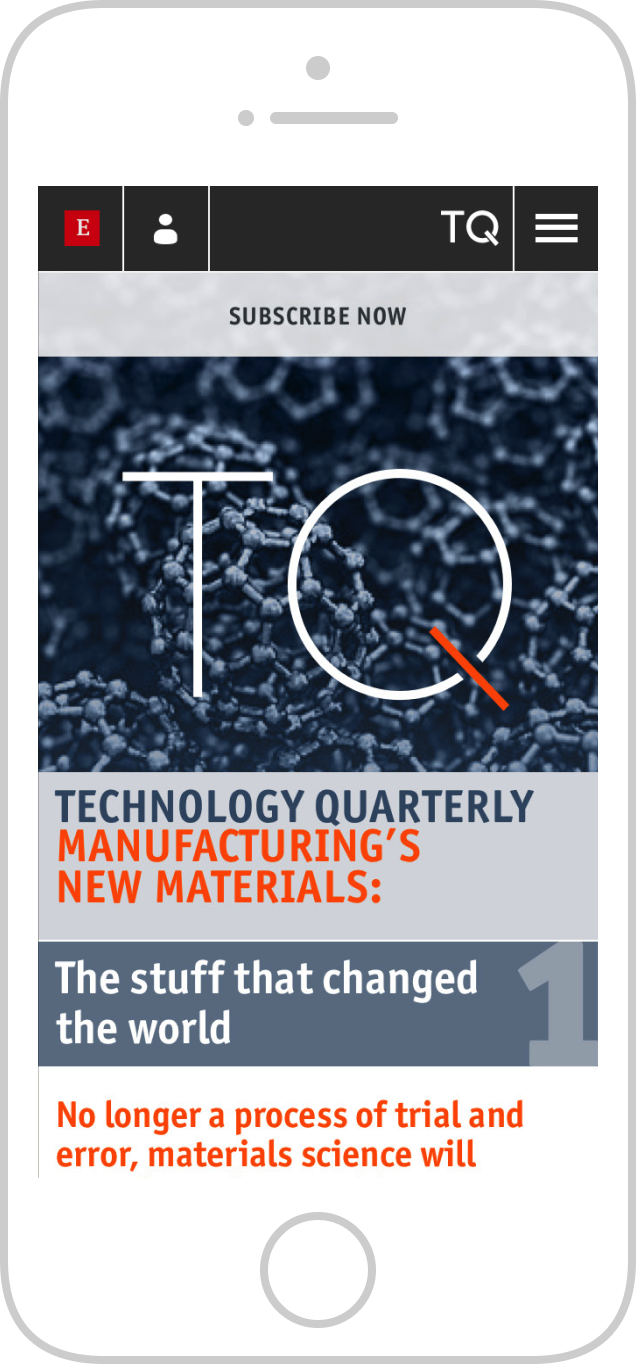 E
TQ
SUBSCRIBE NOW
TQ
TECHNOLOGY QUARTERLY
MANUFACTURING’S
NEW MATERIALS:
The stuff that changed
the world
1
No longer a process of trial and
error, materials science will